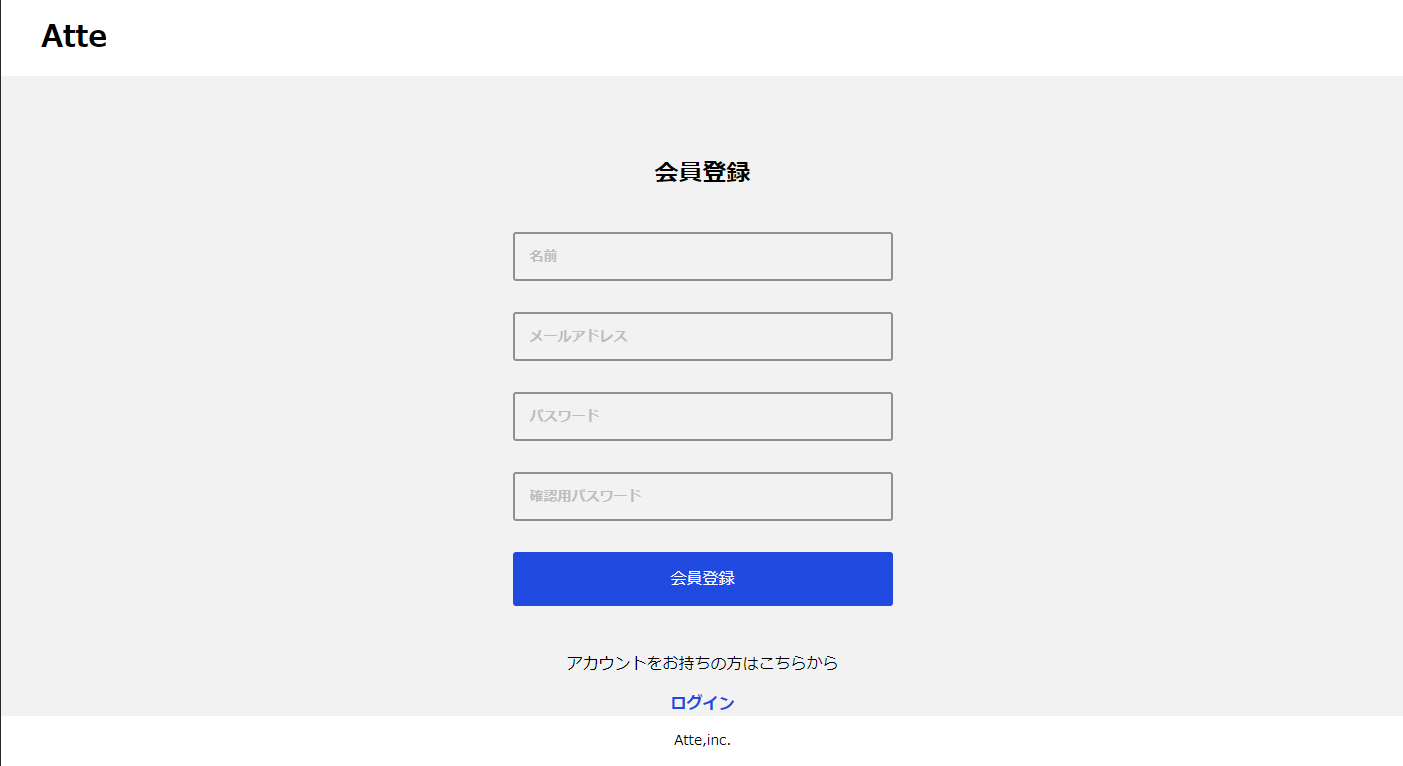 Atte
会員登録
名前
メールアドレス
パスワード
確認用パスワード
会員登録
アカウントをお持ちの方はこちらから
ログイン
Atte,inc.